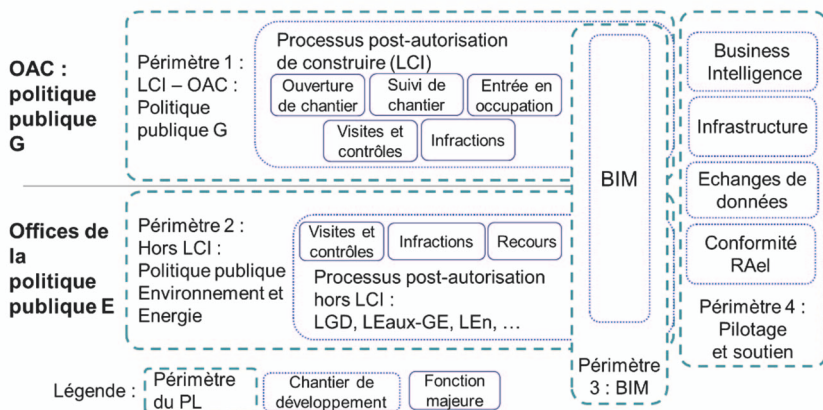 OAC :
politique
publique
G
Périmètre 1 :
LCI – OAC :
Politique
publique G
Processus post-autorisation
de construire (LCI)
Ouverture
de chantier
Suivi de
chantier
Entrée en
occupation
Visites et
contrôles
Infractions
Offices de
la
politique
publique E
Périmètre 2 :
Hors LCI :
Politique publique
Environnement et
Energie
Visites et
contrôles
Infractions
Recours
Processus post-autorisation
hors LCI :
LGD, LEaux-GE, LEn, …
BIM
Périmètre
3 : BIM
Business
Intelligence
Infrastructure
Echanges de
données
Conformité
RAel
Périmètre 4 :
Pilotage
et soutien
Légende :
Périmètre
du PL
Chantier de
développement
Fonction
majeure